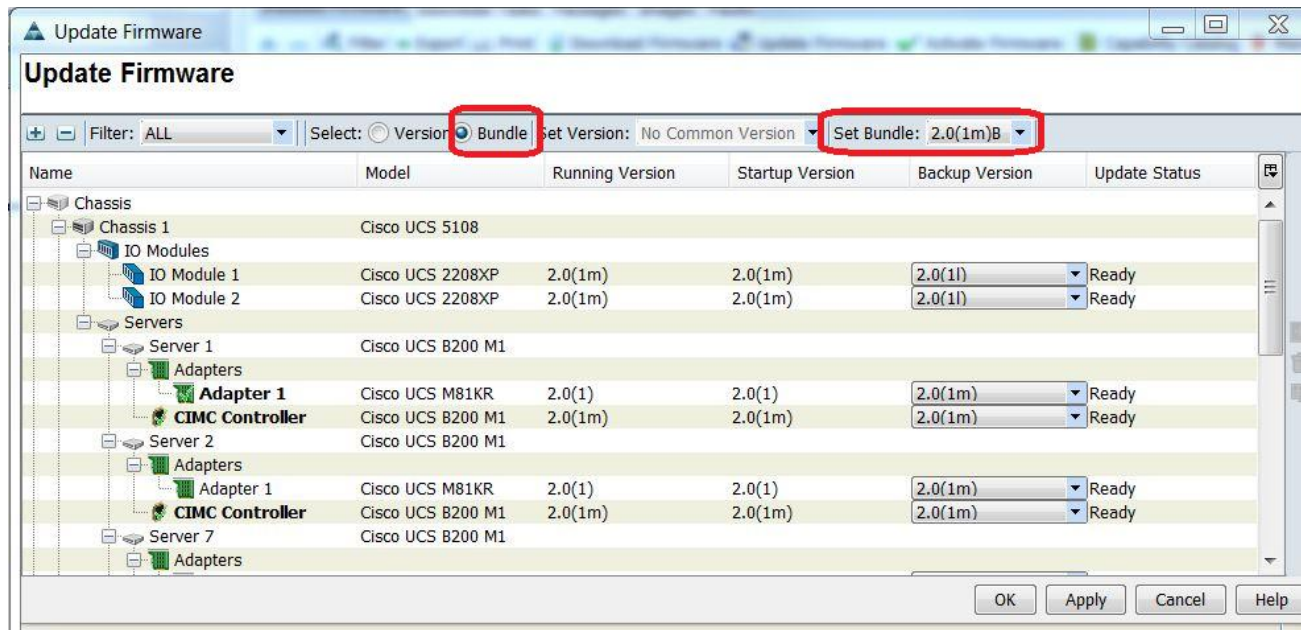 Update Firmware
Update Firmware
Filter: ALL Select: Version Bundle Set Version: No Common Version Set Bundle: 2.0(1m)B
Name Model Running Version Startup Version Backup Version Update Status
Chassis
Chassis 1 Cisco UCS 5108
IO Modules
IO Module 1 Cisco UCS 2208XP 2.0(1m) 2.0(1m) 2.0(1l) Ready
IO Module 2 Cisco UCS 2208XP 2.0(1m) 2.0(1m) 2.0(1l) Ready
Servers
Server 1 Cisco UCS B200 M1
Adapters
Adapter 1 Cisco UCS M81KR 2.0(1) 2.0(1) 2.0(1m) Ready
CIMC Controller Cisco UCS B200 M1 2.0(1m) 2.0(1m) 2.0(1m) Ready
Server 2 Cisco UCS B200 M1
Adapters
Adapter 1 Cisco UCS M81KR 2.0(1) 2.0(1) 2.0(1m) Ready
CIMC Controller Cisco UCS B200 M1 2.0(1m) 2.0(1m) 2.0(1m) Ready
Server 7 Cisco UCS B200 M1
Adapters
OK Apply Cancel Help